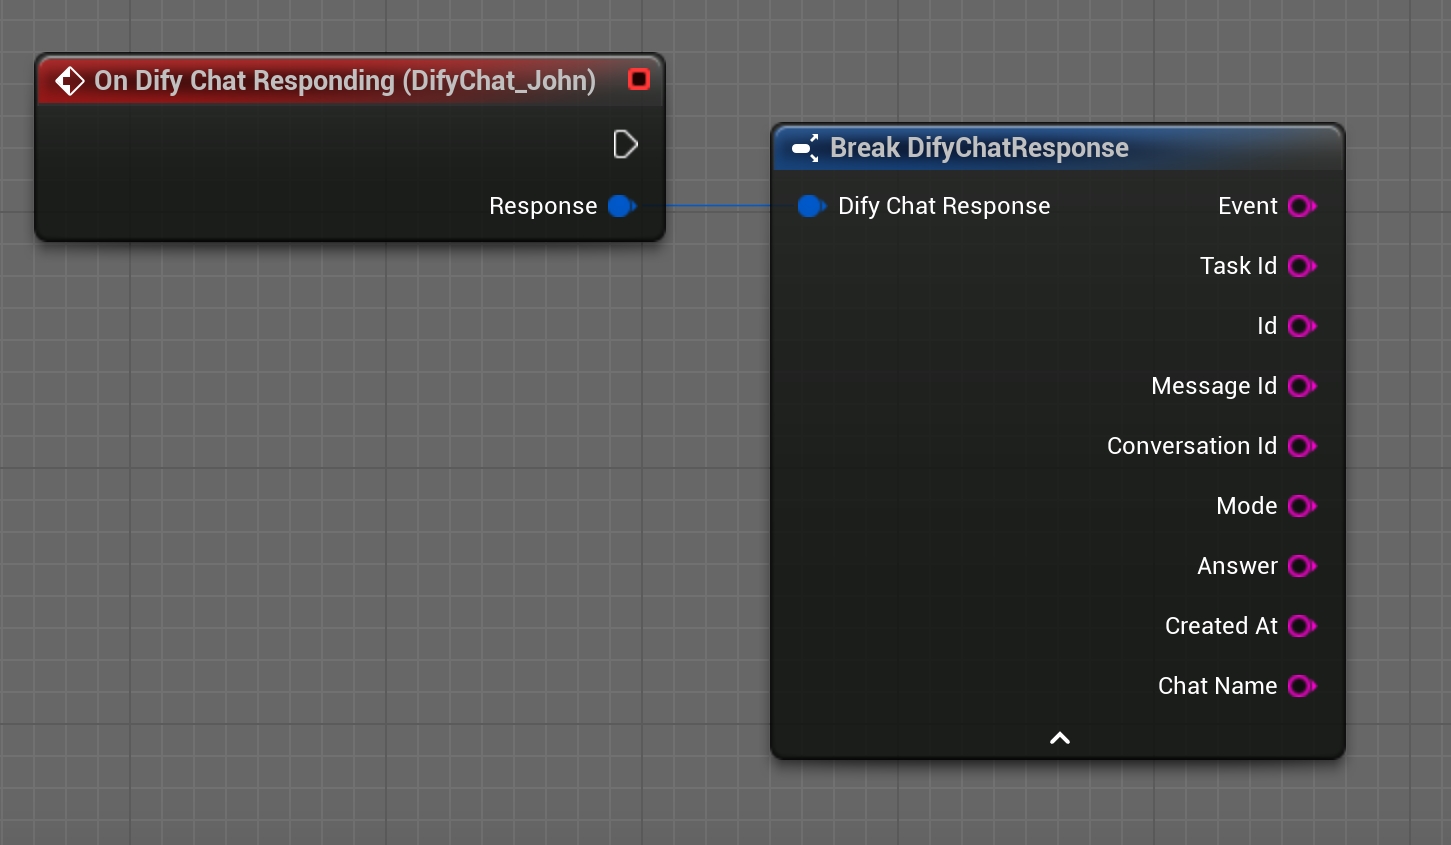 On Dify Chat Responding (DifyChat_John)
Response
Break DifyChatResponse
Dify Chat Response
Event
Task Id
Id
Message Id
Conversation Id
Mode
Answer
Created At
Chat Name